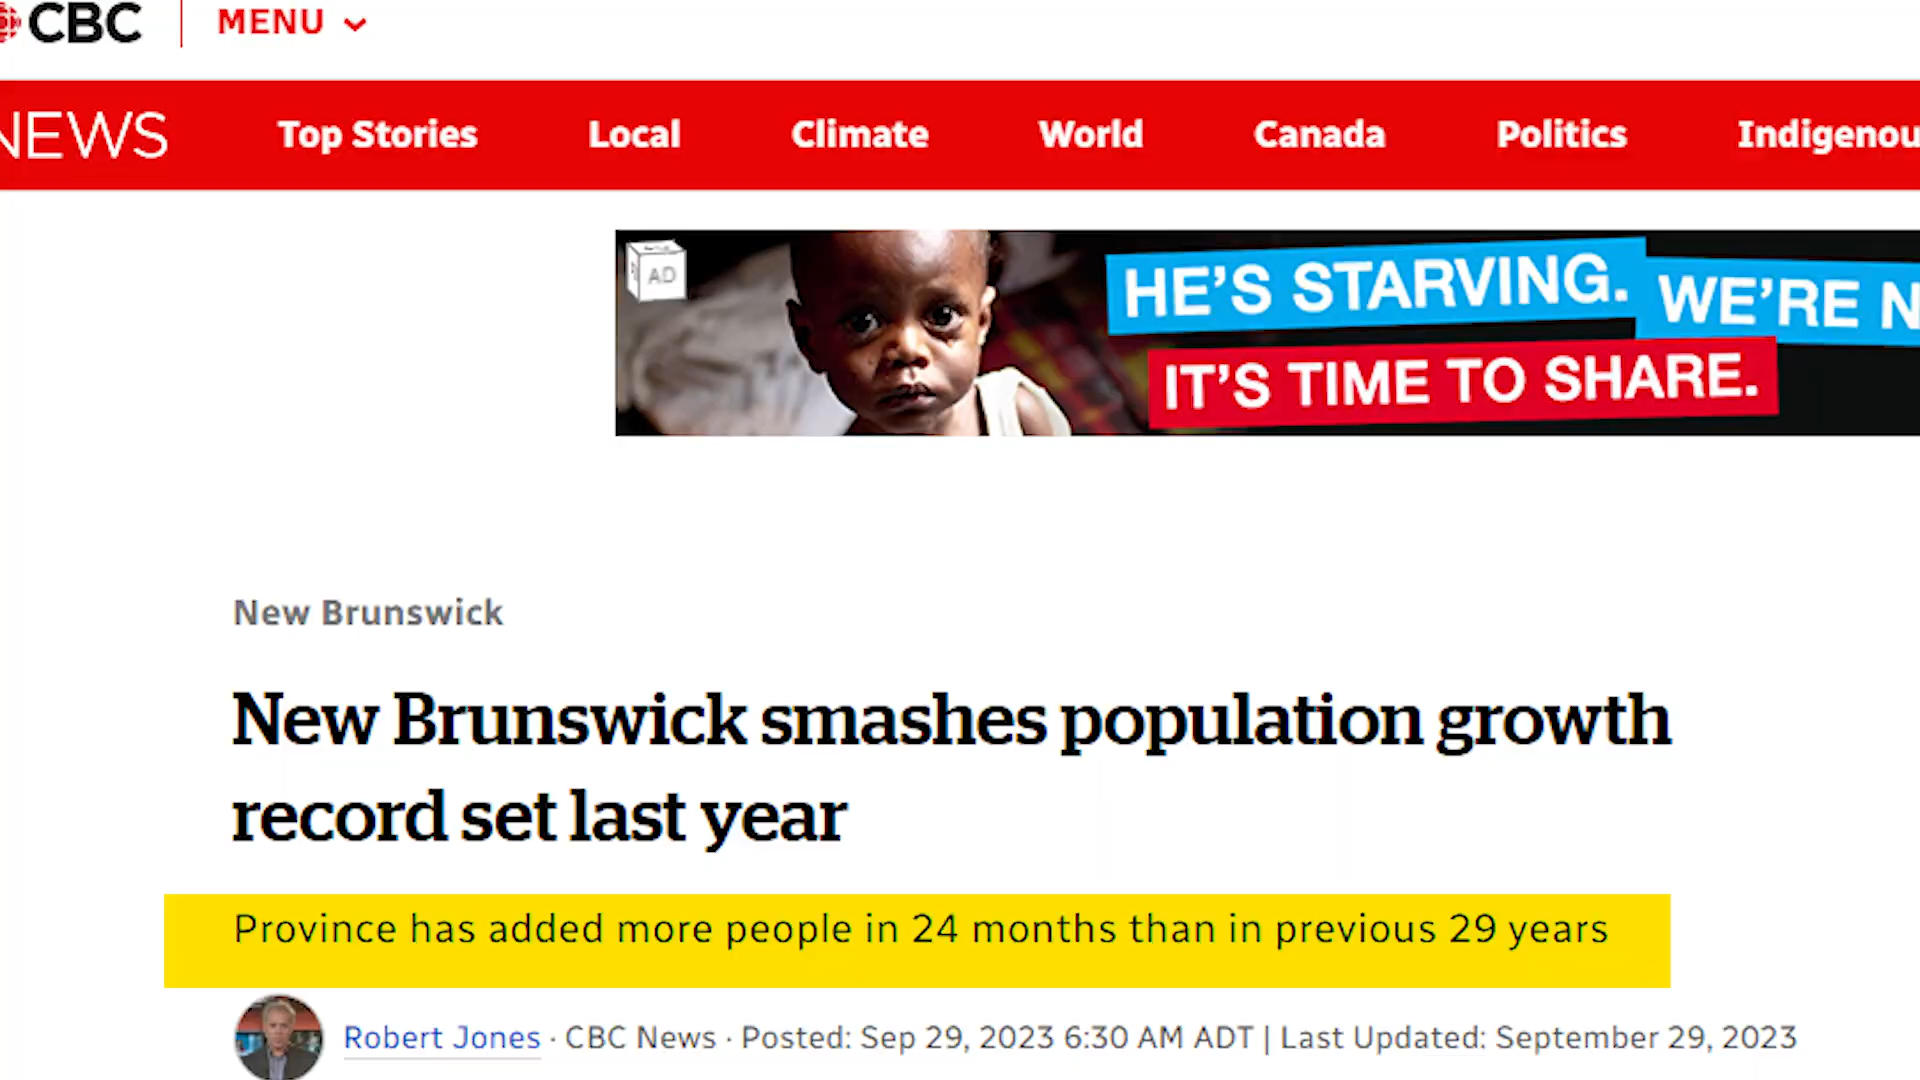 CBC
MENU
NEWS
Top Stories Local Climate World Canada Politics Indigenou
AD
HE'S STARVING. WE'RE N
IT'S TIME TO SHARE.
New Brunswick
New Brunswick smashes population growth
record set last year
Province has added more people in 24 months than in previous 29 years
Robert Jones · CBC News · Posted: Sep 29, 2023 6:30 AM ADT | Last Updated: September 29, 2023